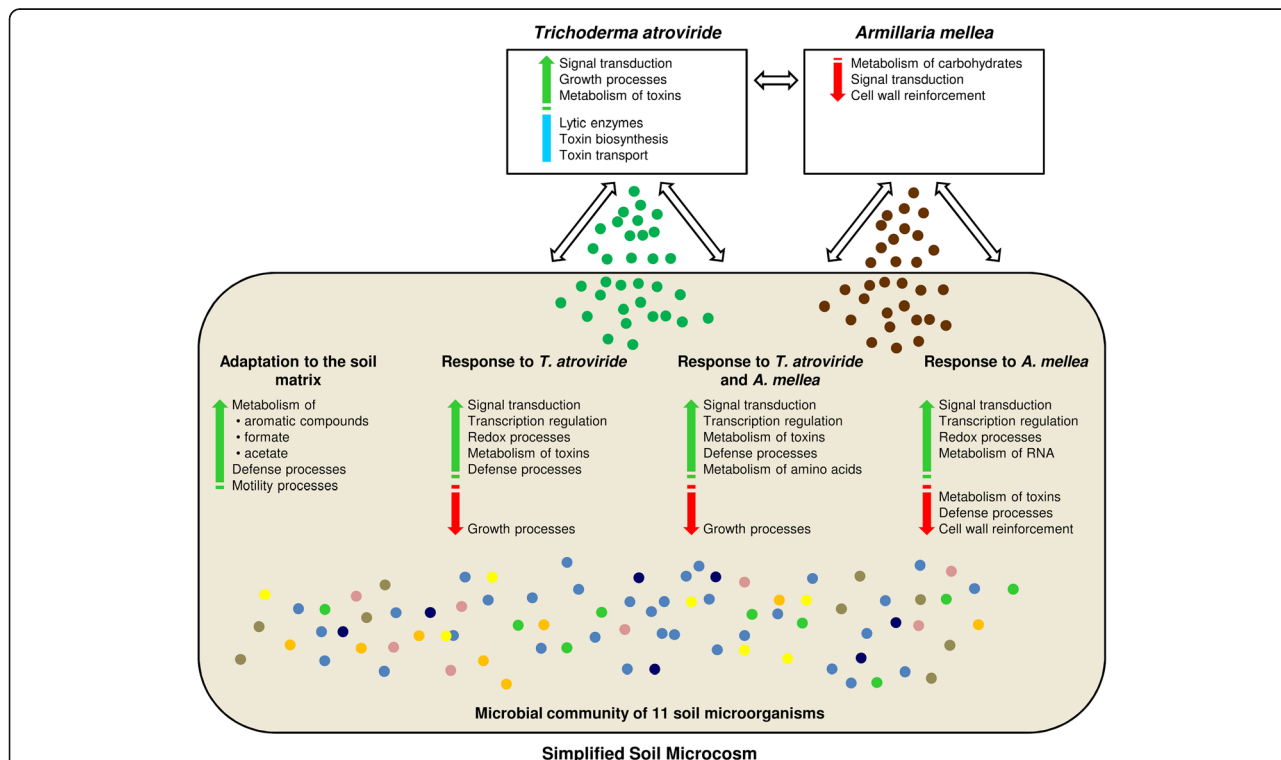 Trichoderma atroviride
Armillaria mellea
Signal transduction
Growth processes
Metabolism of toxins
Lytic enzymes
Toxin biosynthesis
Toxin transport
Metabolism of carbohydrates
Signal transduction
Cell wall reinforcement
Adaptation to the soil
matrix
Metabolism of
• aromatic compounds
• formate
• acetate
Defense processes
Motility processes
Response to T. atroviride
Signal transduction
Transcription regulation
Redox processes
Metabolism of toxins
Defense processes
Growth processes
Response to T. atroviride
and A. mellea
Signal transduction
Transcription regulation
Metabolism of toxins
Defense processes
Metabolism of amino acids
Growth processes
Response to A. mellea
Signal transduction
Transcription regulation
Redox processes
Metabolism of RNA
Metabolism of toxins
Defense processes
Cell wall reinforcement
Microbial community of 11 soil microorganisms
Simplified Soil Microcosm